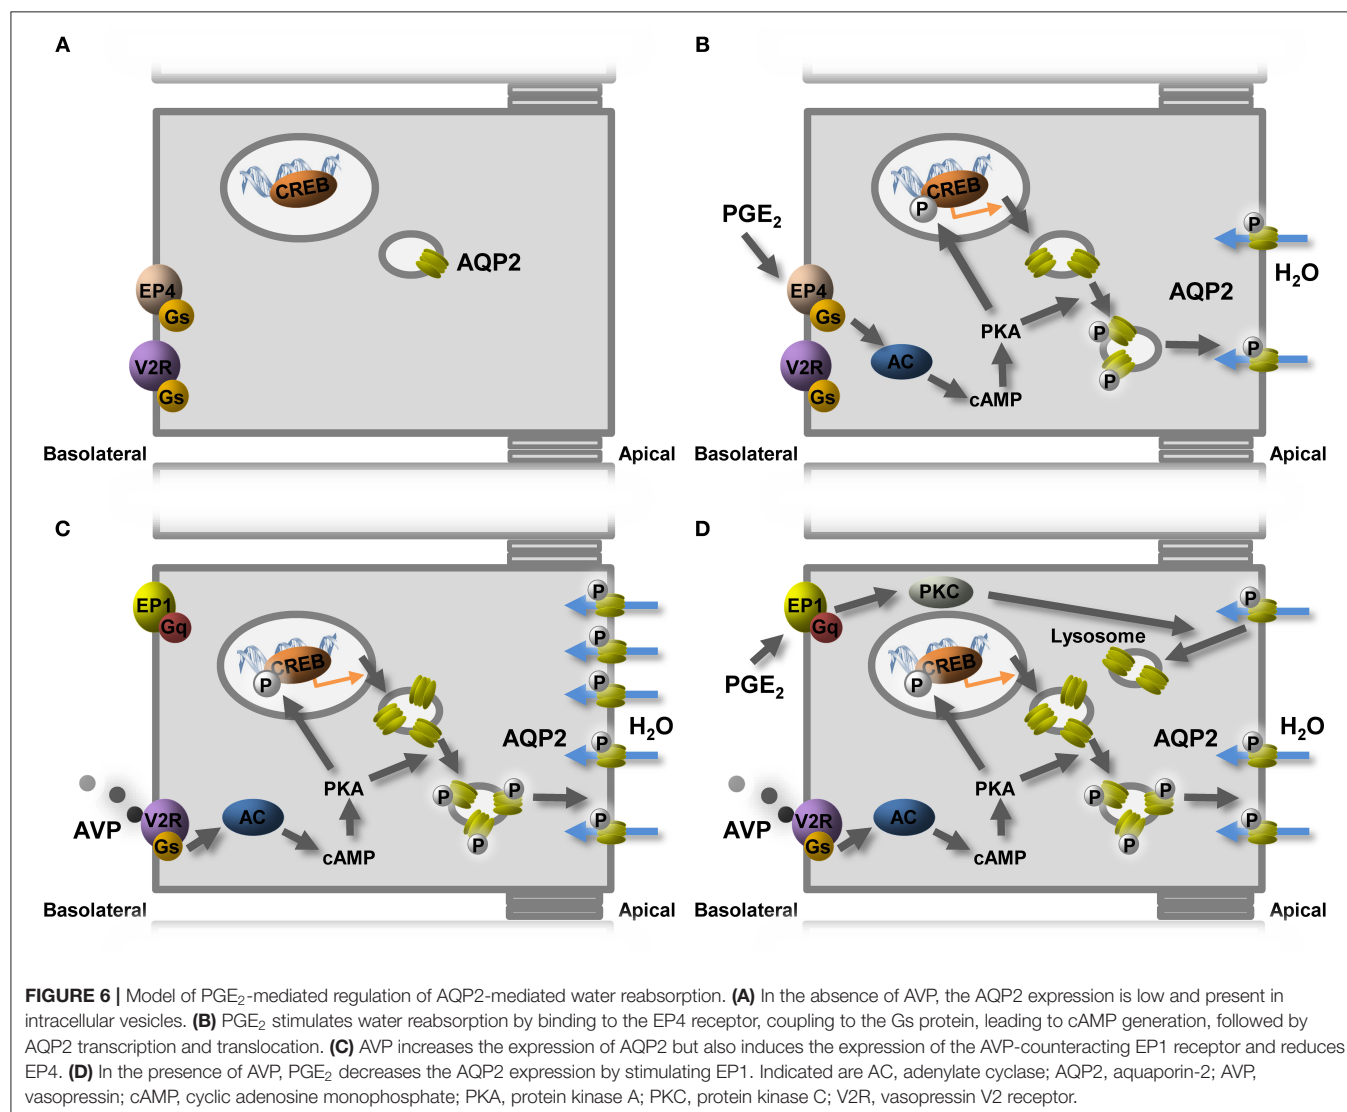 A
CREB
AQP2
EP4
Gs
V2R
Gs
Basolateral
Apical
B
CREB
P
PGE2
P
H2O
EP4
Gs
AQP2
PKA
P
P
V2R
AC
Gs
cAMP
P
Basolateral
Apical
C
EP1
Gq
P
P
CREB
P
P
H2O
AQP2
P
PKA
P
P
AVP
V2R
AC
P
Gs
cAMP
P
Basolateral
Apical
D
EP1
PKC
P
Gq
Lysosome
CREB
PGE2
P
H2O
AQP2
P
PKA
P
P
AVP
V2R
AC
P
Gs
cAMP
P
Basolateral
Apical
FIGURE 6 | Model of PGE2-mediated regulation of AQP2-mediated water reabsorption. (A) In the absence of AVP, the AQP2 expression is low and present in
intracellular vesicles. (B) PGE2 stimulates water reabsorption by binding to the EP4 receptor, coupling to the Gs protein, leading to cAMP generation, followed by
AQP2 transcription and translocation. (C) AVP increases the expression of AQP2 but also induces the expression of the AVP-counteracting EP1 receptor and reduces
EP4. (D) In the presence of AVP, PGE2 decreases the AQP2 expression by stimulating EP1. Indicated are AC, adenylate cyclase; AQP2, aquaporin-2; AVP,
vasopressin; cAMP, cyclic adenosine monophosphate; PKA, protein kinase A; PKC, protein kinase C; V2R, vasopressin V2 receptor.